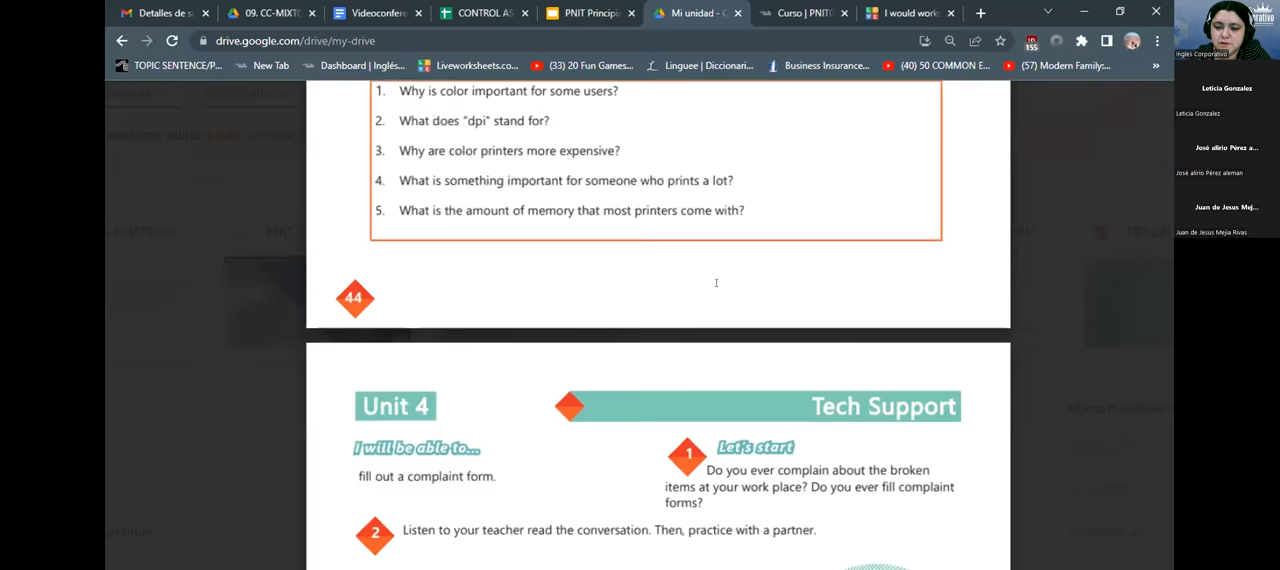 Detalles de s
09. CC-MIXTO
Videoconfere
CONTROL AS
PNIT Principi
Mi unidad - G
Curso | PNITO
I would work
drive.google.com/drive/my-drive
155
TOPIC SENTENCE/P...
New Tab
Dashboard | Inglés...
Liveworksheets.co...
(33) 20 Fun Games...
Linguee | Diccionari...
Business Insurance...
(40) 50 COMMON E...
(57) Modern Family:...
1. Why is color important for some users?
2. What does "dpi" stand for?
3. Why are color printers more expensive?
4. What is something important for someone who prints a lot?
5. What is the amount of memory that most printers come with?
44
Unit 4
Tech Support
I will be able to...
fill out a complaint form.
1 Let's start
Do you ever complain about the broken
items at your work place? Do you ever fill complaint
forms?
2 Listen to your teacher read the conversation. Then, practice with a partner.
Ingles Corporativo
Leticia Gonzalez
Leticia Gonzalez
José alirio Pérez a...
José alirio Pérez aleman
Juan de Jesus Mej...
Juan de Jesus Mejia Rivas